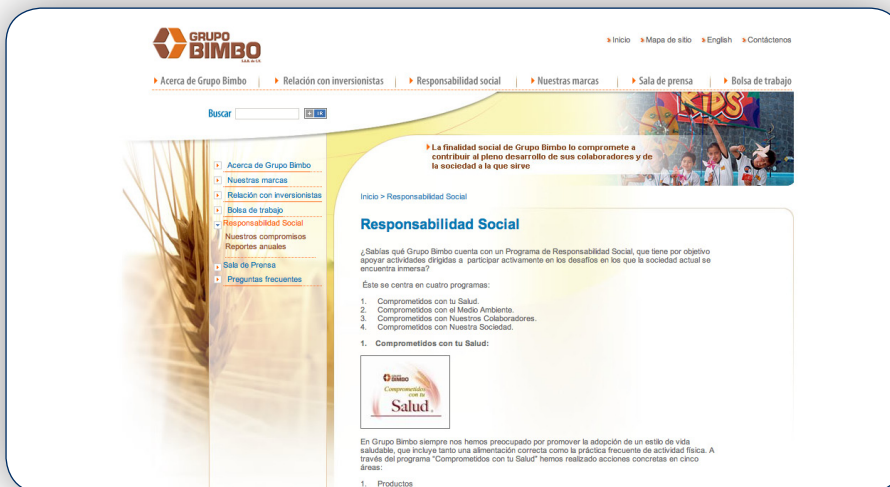 GRUPO
BIMBO
S.A.B. de C.V.
Inicio Mapa de sitio English Contáctenos
Acerca de Grupo Bimbo | Relación con inversionistas | Responsabilidad social | Nuestras marcas | Sala de prensa | Bolsa de trabajo
Buscar IR
KIDS
La finalidad social de Grupo Bimbo lo compromete a
contribuir al pleno desarrollo de sus colaboradores y de
la sociedad a la que sirve
Acerca de Grupo Bimbo
Nuestras marcas
Relación con inversionistas
Bolsa de trabajo
Responsabilidad Social
Nuestros compromisos
Reportes anuales
Sala de Prensa
Preguntas frecuentes
Inicio > Responsabilidad Social
Responsabilidad Social
¿Sabías qué Grupo Bimbo cuenta con un Programa de Responsabilidad Social, que tiene por objetivo
apoyar actividades dirigidas a participar activamente en los desafíos en los que la sociedad actual se
encuentra inmersa?
Éste se centra en cuatro programas:
1. Comprometidos con tu Salud.
2. Comprometidos con el Medio Ambiente.
3. Comprometidos con Nuestros Colaboradores.
4. Comprometidos con Nuestra Sociedad.
1. Comprometidos con tu Salud:
GRUPO
BIMBO
Comprometidos
con tu
Salud
En Grupo Bimbo siempre nos hemos preocupado por promover la adopción de un estilo de vida
saludable, que incluye tanto una alimentación correcta como la práctica frecuente de actividad física. A
través del programa "Comprometidos con tu Salud" hemos realizado acciones concretas en cinco
áreas:
1. Productos